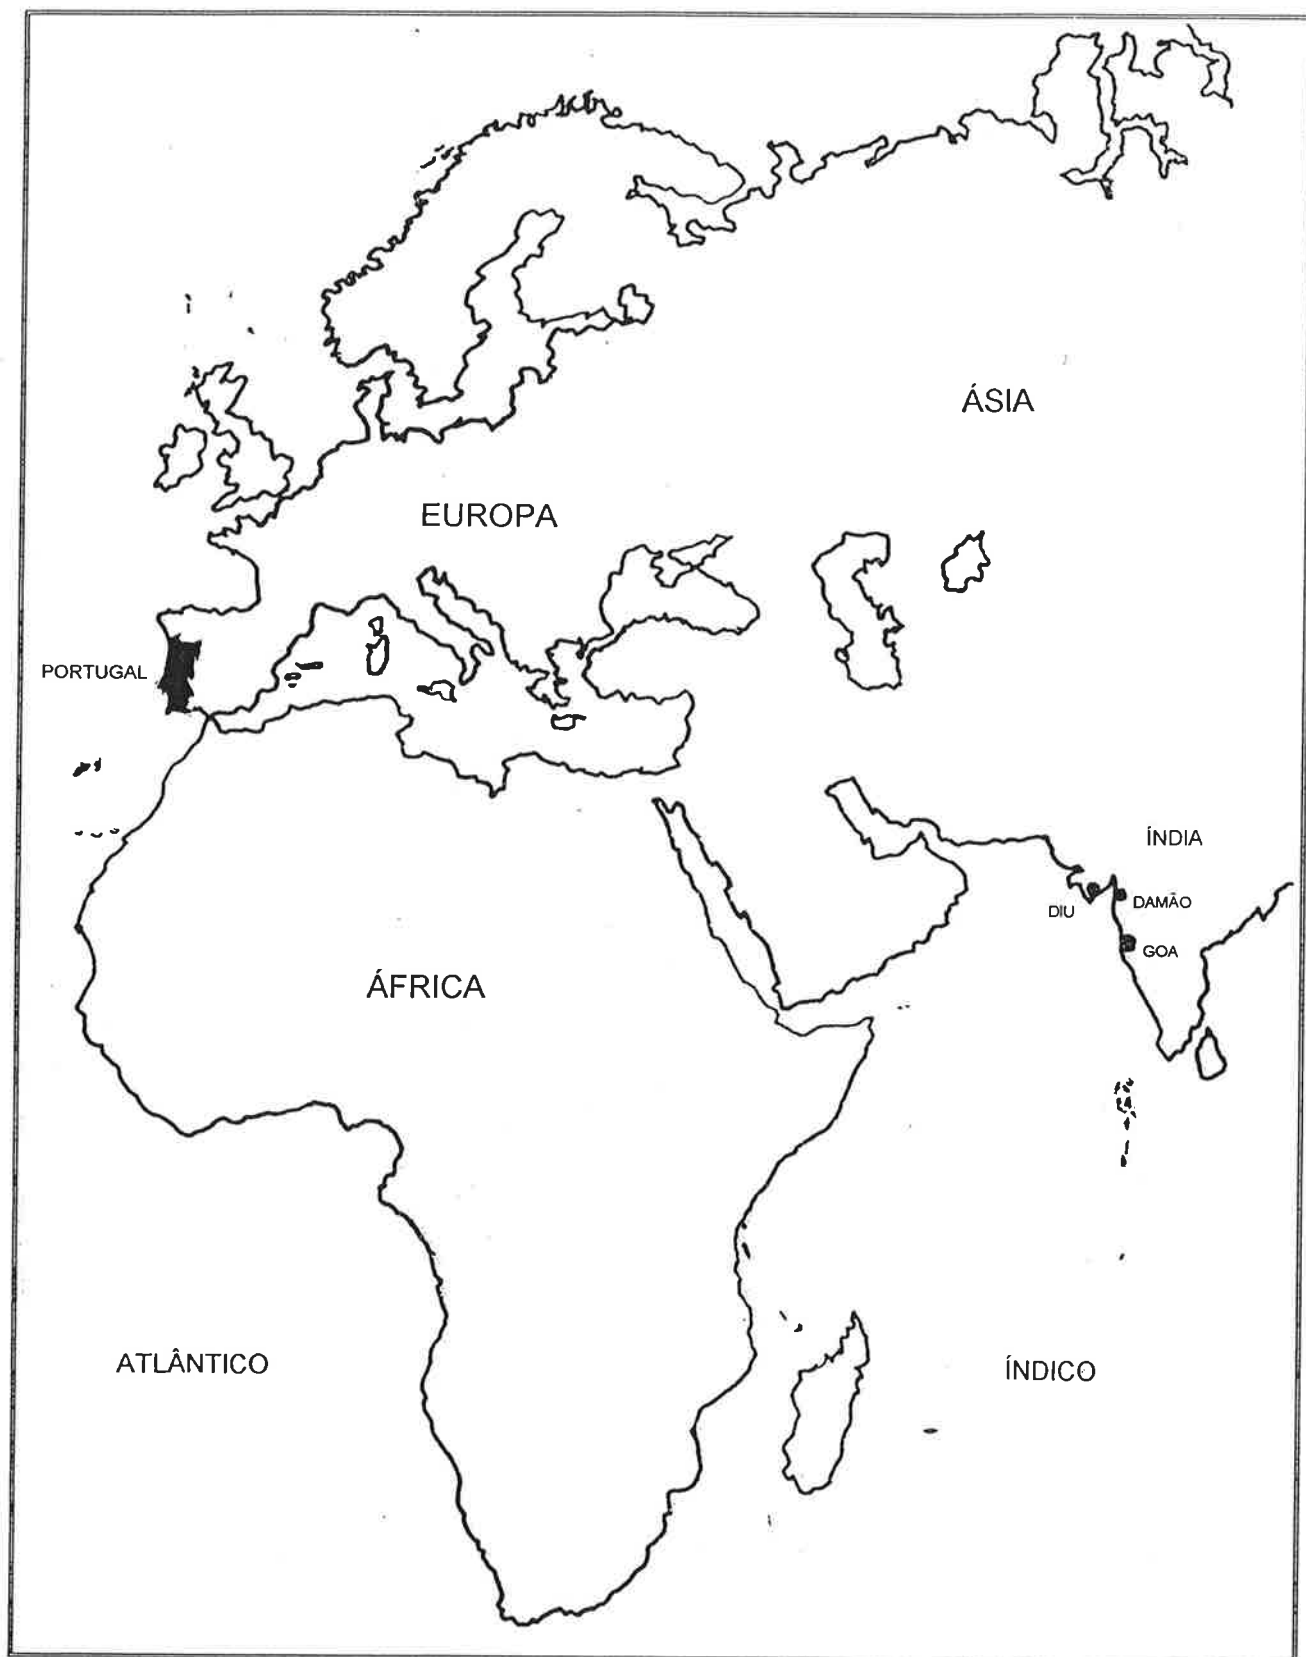 ÁSIA
EUROPA
PORTUGAL
ÍNDIA
DIU
DAMÃO
GOA
ÁFRICA
ATLÂNTICO
ÍNDICO